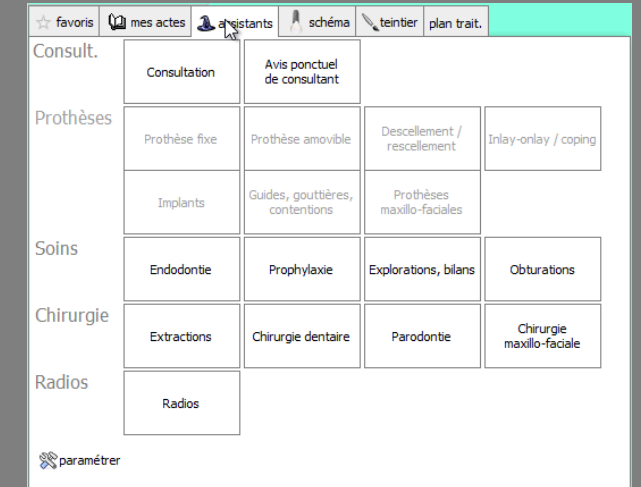 favoris mes actes assistants schéma teintier plan trait.
Consult.
Consultation
Avis ponctuel
de consultant
Prothèses
Prothèse fixe
Prothèse amovible
Descellement /
rescellement
Inlay-onlay / coping
Implants
Guides, gouttières,
contentions
Prothèses
maxillo-faciales
Soins
Endodontie
Prophylaxie
Explorations, bilans
Obturations
Chirurgie
Extractions
Chirurgie dentaire
Parodontie
Chirurgie
maxillo-faciale
Radios
Radios
paramétrer